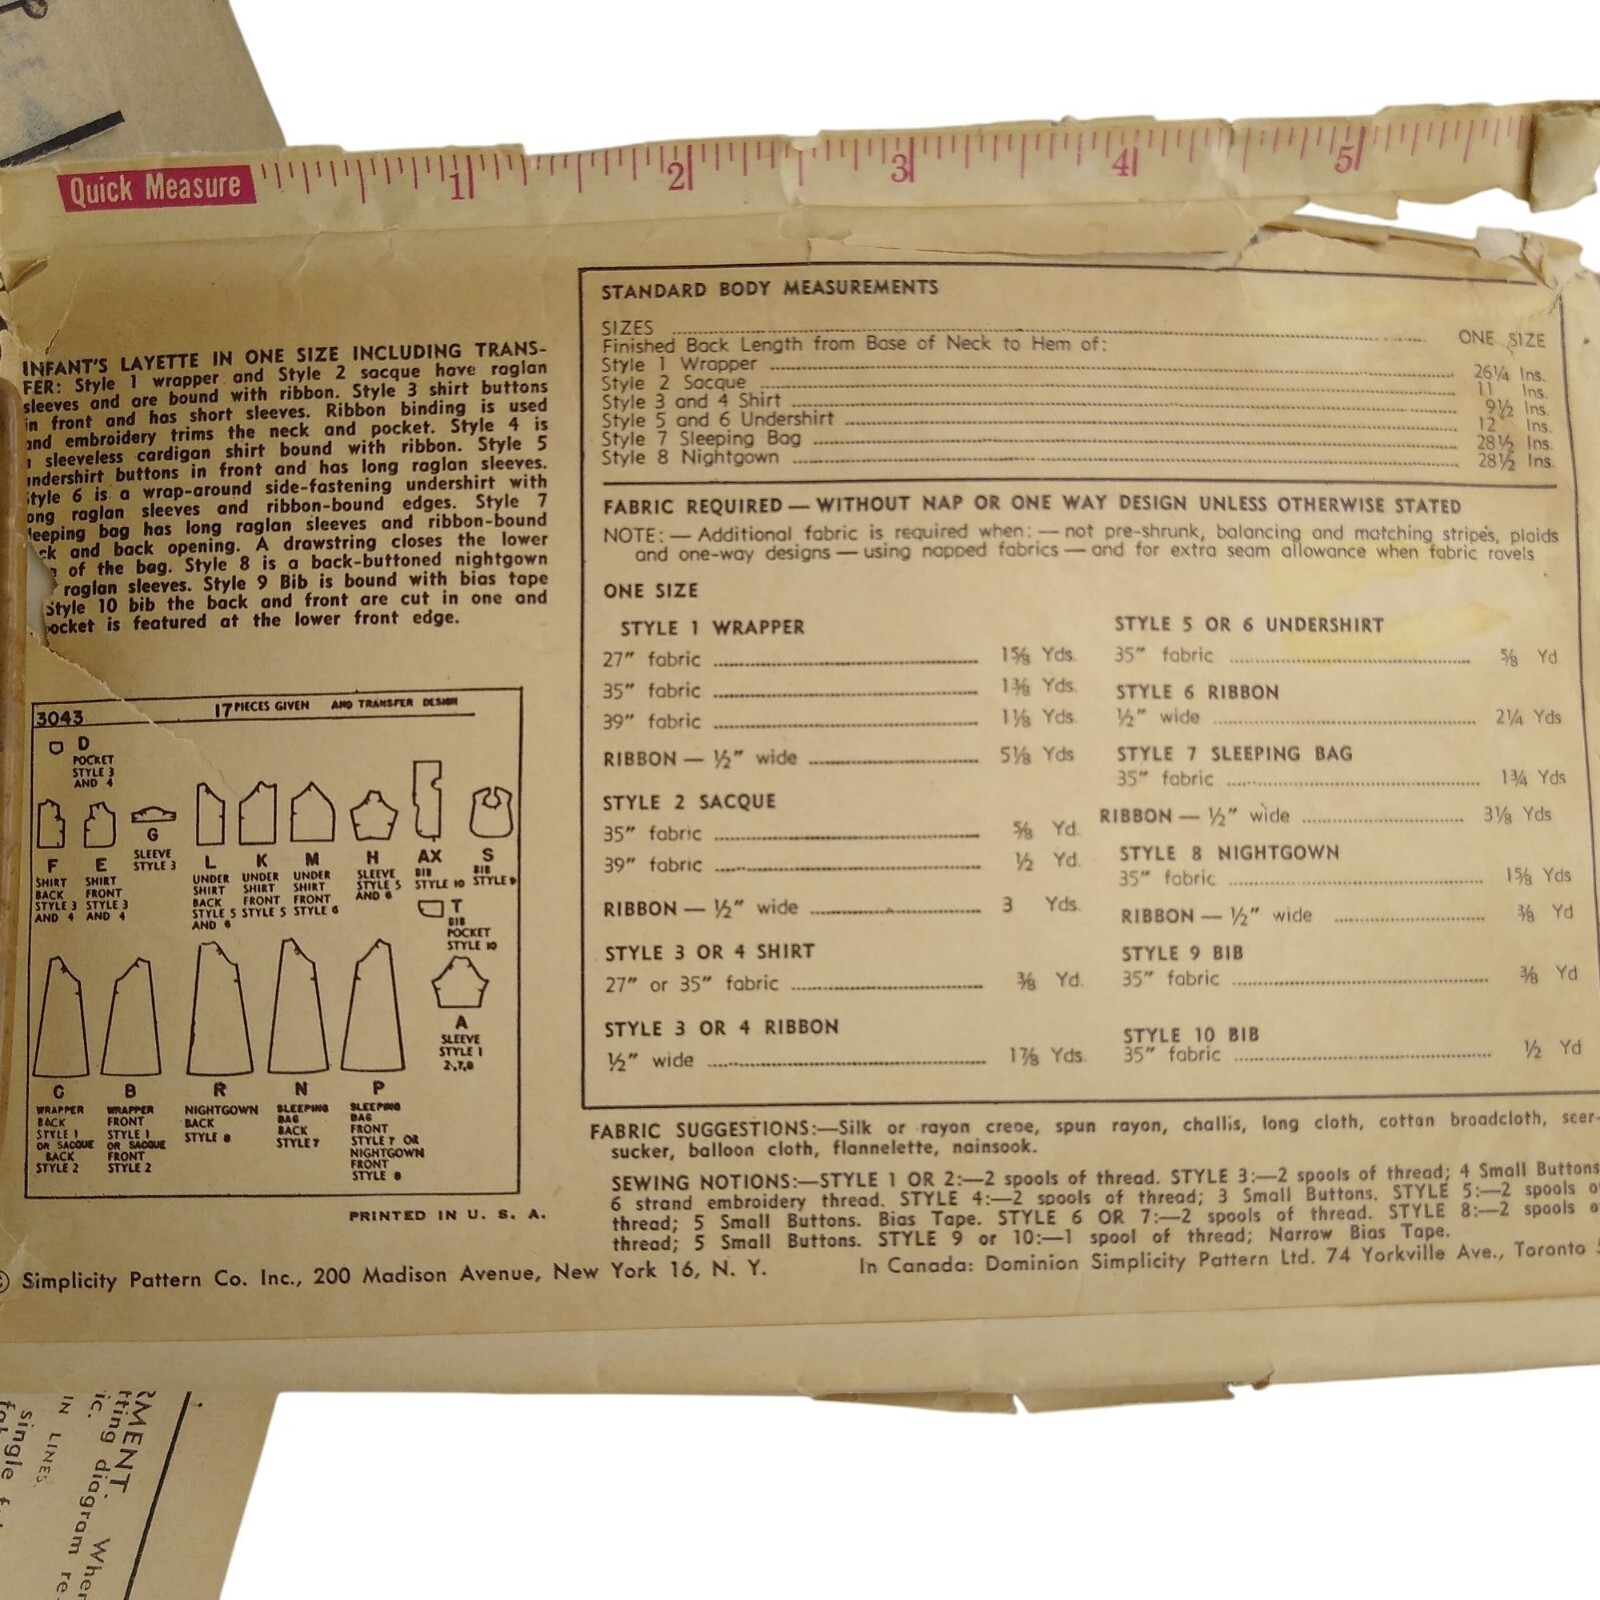 Quick Measure
1 2 3 4 5
INFANT'S LAYETTE IN ONE SIZE INCLUDING TRANS-
FER: Style 1 wrapper and Style 2 sacque have raglan
sleeves and are bound with ribbon. Style 3 shirt buttons
in front and has short sleeves. Ribbon binding is used
and embroidery trims the neck and pocket. Style 4 is
sleeveless cardigan shirt bound with ribbon. Style 5
undershirt buttons in front and has long raglan sleeves.
Style 6 is a wrap-around side-fastening undershirt with
long raglan sleeves and ribbon-bound edges. Style 7
sleeping bag has long raglan sleeves and ribbon-bound
and back opening. A drawstring closes the lower
of the bag. Style 8 is a back-buttoned nightgown
raglan sleeves. Style 9 Bib is bound with bias tape
Style 10 bib the back and front are cut in one and
pocket is featured at the lower front edge.
3043 17 PIECES GIVEN AND TRANSFER DESIGN
D
POCKET
STYLE 3
AND 4
F
SHIRT
BACK
STYLE 3
AND 4
E
SHIRT
FRONT
STYLE 3
AND 4
G
SLEEVE
STYLE 3
L
UNDER
SHIRT
BACK
STYLE 5
AND 6
K
UNDER
SHIRT
FRONT
STYLE 5
M
UNDER
SHIRT
FRONT
STYLE 6
H
SLEEVE
STYLE 5
AND 6
AX
BIB
STYLE 10
S
BIB
STYLE 9
T
BIB
POCKET
STYLE 10
C
WRAPPER
BACK
STYLE 1
OR SACQUE
BACK
STYLE 2
B
WRAPPER
FRONT
STYLE 1
OR SACQUE
FRONT
STYLE 2
R
NIGHTGOWN
BACK
STYLE 8
N
SLEEPING
BAG
BACK
STYLE 7
P
SLEEPING
BAG
FRONT
STYLE 7 OR
NIGHTGOWN
FRONT
STYLE 8
A
SLEEVE
STYLE 1
2,7,8
PRINTED IN U. S. A.
STANDARD BODY MEASUREMENTS
SIZES ONE SIZE
Finished Back Length from Base of Neck to Hem of:
Style 1 Wrapper 26¼ Ins.
Style 2 Sacque 11 Ins.
Style 3 and 4 Shirt 9½ Ins.
Style 5 and 6 Undershirt 12 Ins.
Style 7 Sleeping Bag 28½ Ins.
Style 8 Nightgown 28½ Ins.
FABRIC REQUIRED — WITHOUT NAP OR ONE WAY DESIGN UNLESS OTHERWISE STATED
NOTE: — Additional fabric is required when: — not pre-shrunk, balancing and matching stripes, plaids
and one-way designs — using napped fabrics — and for extra seam allowance when fabric ravels
ONE SIZE
STYLE 1 WRAPPER
27" fabric 1⅝ Yds.
35" fabric 1⅜ Yds.
39" fabric 1⅛ Yds.
RIBBON — ½" wide 5⅛ Yds
STYLE 2 SACQUE
35" fabric ⅝ Yd.
39" fabric ½ Yd.
RIBBON — ½" wide 3 Yds.
STYLE 3 OR 4 SHIRT
27" or 35" fabric ⅜ Yd.
STYLE 3 OR 4 RIBBON
½" wide 1⅞ Yds.
STYLE 5 OR 6 UNDERSHIRT
35" fabric ⅝ Yd
STYLE 6 RIBBON
½" wide 2¼ Yds
STYLE 7 SLEEPING BAG
35" fabric 1¾ Yds
RIBBON — ½" wide 3⅛ Yds
STYLE 8 NIGHTGOWN
35" fabric 1⅝ Yds
RIBBON — ½" wide ⅜ Yd
STYLE 9 BIB
35" fabric ⅜ Yd
STYLE 10 BIB
35" fabric ½ Yd
FABRIC SUGGESTIONS:—Silk or rayon crepe, spun rayon, challis, long cloth, cotton broadcloth, seer-
sucker, balloon cloth, flannelette, nainsook.
SEWING NOTIONS:—STYLE 1 OR 2:—2 spools of thread. STYLE 3:—2 spools of thread; 4 Small Buttons
6 strand embroidery thread. STYLE 4:—2 spools of thread; 3 Small Buttons. STYLE 5:—2 spools o
thread; 5 Small Buttons. Bias Tape. STYLE 6 OR 7:—2 spools of thread. STYLE 8:—2 spools o
thread; 5 Small Buttons. STYLE 9 or 10:—1 spool of thread; Narrow Bias Tape.
© Simplicity Pattern Co. Inc., 200 Madison Avenue, New York 16, N. Y. In Canada: Dominion Simplicity Pattern Ltd. 74 Yorkville Ave., Toronto
RMENT. Wher
tting diagram re-
ic.
IN LINES.
single